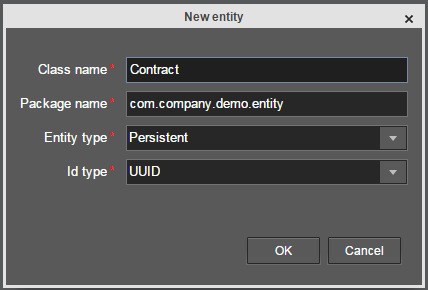 New entity
Class name * Contract
Package name * com.company.demo.entity
Entity type * Persistent
Id type * UUID
OK Cancel